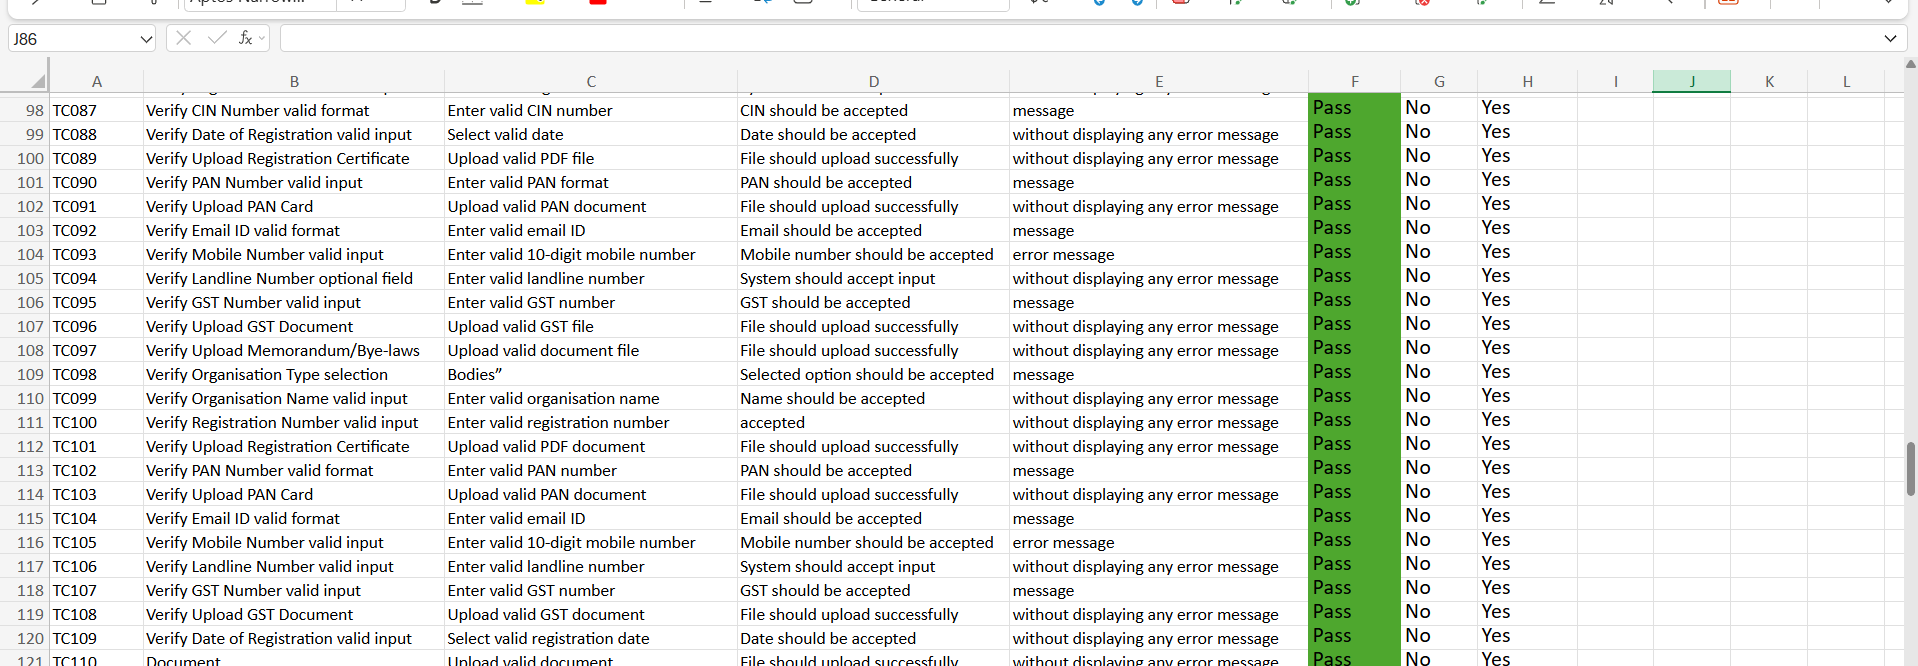 General
J86
fx
A B C D E F G H I J K L
98 TC087 Verify CIN Number valid format Enter valid CIN number CIN should be accepted message Pass No Yes
99 TC088 Verify Date of Registration valid input Select valid date Date should be accepted without displaying any error message Pass No Yes
100 TC089 Verify Upload Registration Certificate Upload valid PDF file File should upload successfully without displaying any error message Pass No Yes
101 TC090 Verify PAN Number valid input Enter valid PAN format PAN should be accepted message Pass No Yes
102 TC091 Verify Upload PAN Card Upload valid PAN document File should upload successfully without displaying any error message Pass No Yes
103 TC092 Verify Email ID valid format Enter valid email ID Email should be accepted message Pass No Yes
104 TC093 Verify Mobile Number valid input Enter valid 10-digit mobile number Mobile number should be accepted error message Pass No Yes
105 TC094 Verify Landline Number optional field Enter valid landline number System should accept input without displaying any error message Pass No Yes
106 TC095 Verify GST Number valid input Enter valid GST number GST should be accepted message Pass No Yes
107 TC096 Verify Upload GST Document Upload valid GST file File should upload successfully without displaying any error message Pass No Yes
108 TC097 Verify Upload Memorandum/Bye-laws Upload valid document file File should upload successfully without displaying any error message Pass No Yes
109 TC098 Verify Organisation Type selection Bodies” Selected option should be accepted message Pass No Yes
110 TC099 Verify Organisation Name valid input Enter valid organisation name Name should be accepted without displaying any error message Pass No Yes
111 TC100 Verify Registration Number valid input Enter valid registration number accepted without displaying any error message Pass No Yes
112 TC101 Verify Upload Registration Certificate Upload valid PDF document File should upload successfully without displaying any error message Pass No Yes
113 TC102 Verify PAN Number valid format Enter valid PAN number PAN should be accepted message Pass No Yes
114 TC103 Verify Upload PAN Card Upload valid PAN document File should upload successfully without displaying any error message Pass No Yes
115 TC104 Verify Email ID valid format Enter valid email ID Email should be accepted message Pass No Yes
116 TC105 Verify Mobile Number valid input Enter valid 10-digit mobile number Mobile number should be accepted error message Pass No Yes
117 TC106 Verify Landline Number valid input Enter valid landline number System should accept input without displaying any error message Pass No Yes
118 TC107 Verify GST Number valid input Enter valid GST number GST should be accepted message Pass No Yes
119 TC108 Verify Upload GST Document Upload valid GST document File should upload successfully without displaying any error message Pass No Yes
120 TC109 Verify Date of Registration valid input Select valid registration date Date should be accepted without displaying any error message Pass No Yes
121 TC110 Document Upload valid document File should upload successfully without displaying any error message Pass No Yes